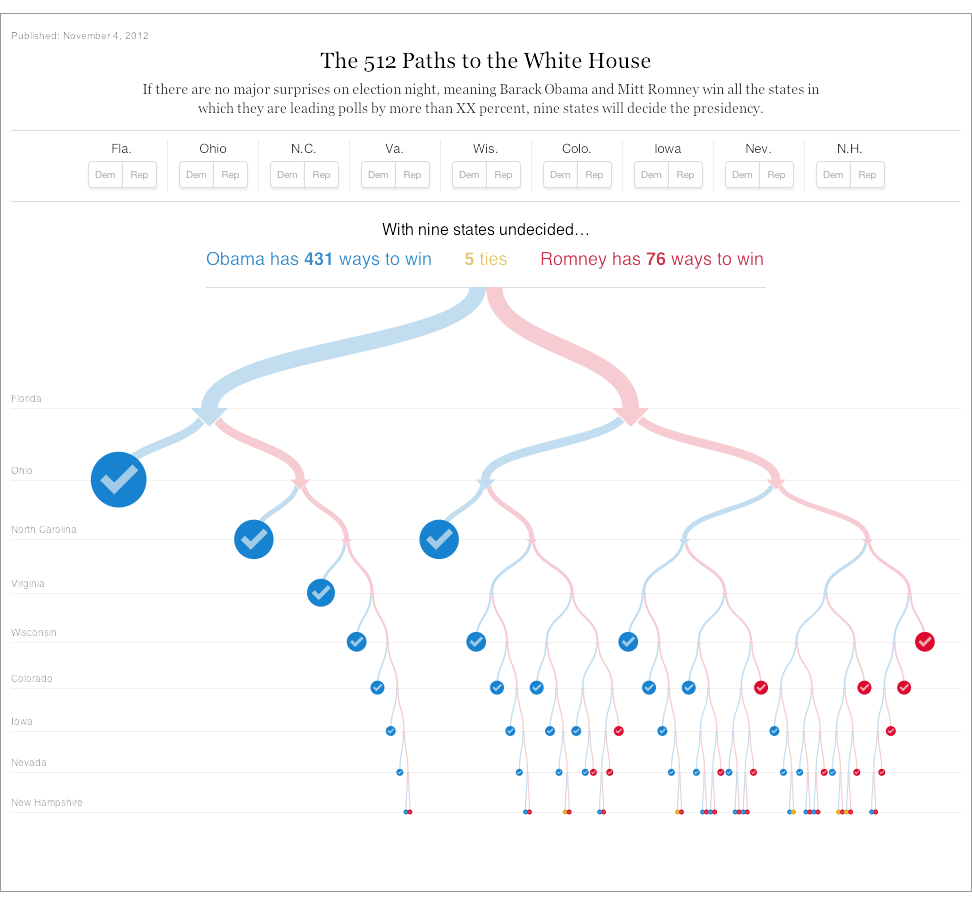 Published: November 4, 2012
The 512 Paths to the White House
If there are no major surprises on election night, meaning Barack Obama and Mitt Romney win all the states in
which they are leading polls by more than XX percent, nine states will decide the presidency.
Fla. Ohio N.C. Va. Wis. Colo. Iowa Nev. N.H.
Dem Rep Dem Rep Dem Rep Dem Rep Dem Rep Dem Rep Dem Rep Dem Rep Dem Rep
With nine states undecided…
Obama has 431 ways to win 5 ties Romney has 76 ways to win
Florida
Ohio
North Carolina
Virginia
Wisconsin
Colorado
Iowa
Nevada
New Hampshire